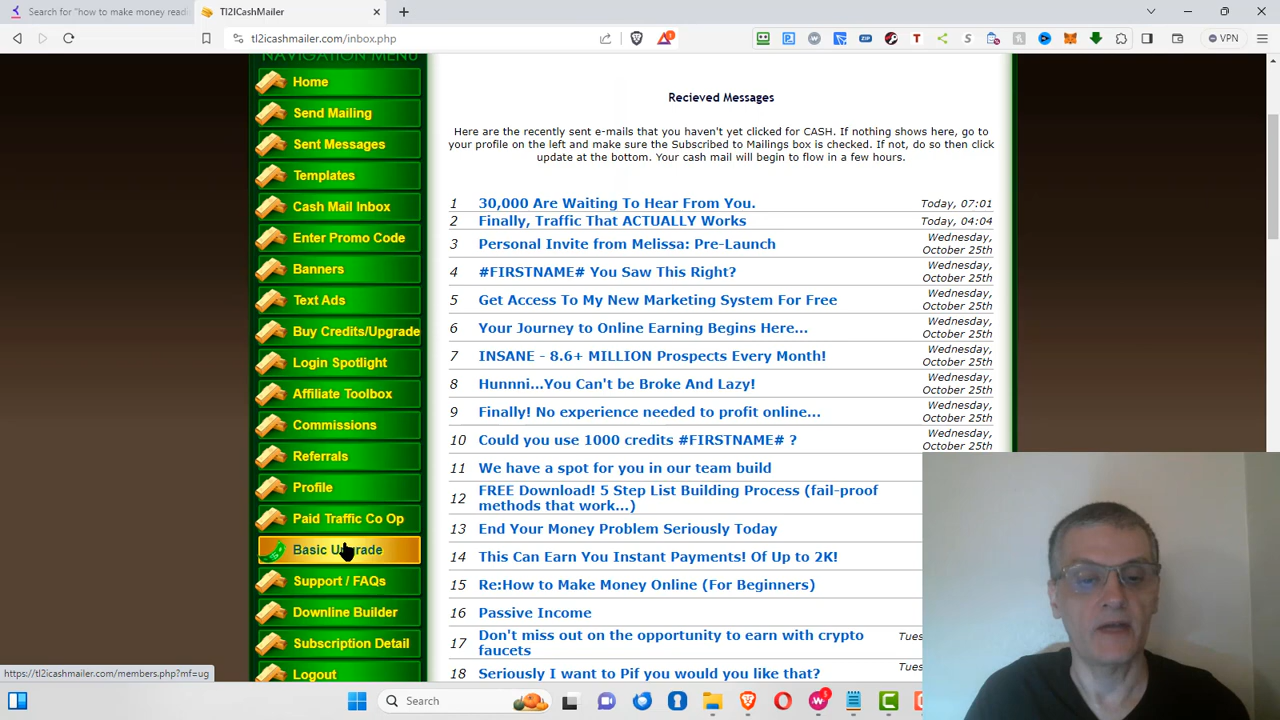 Search for "how to make money readi
Tl2lCashMailer
tl2icashmailer.com/inbox.php
VPN
NAVIGATION MENU
Home
Send Mailing
Sent Messages
Templates
Cash Mail Inbox
Enter Promo Code
Banners
Text Ads
Buy Credits/Upgrade
Login Spotlight
Affiliate Toolbox
Commissions
Referrals
Profile
Paid Traffic Co Op
Basic Upgrade
Support / FAQs
Downline Builder
Subscription Detail
Logout
Recieved Messages
Here are the recently sent e-mails that you haven't yet clicked for CASH. If nothing shows here, go to
your profile on the left and make sure the Subscribed to Mailings box is checked. If not, do so then click
update at the bottom. Your cash mail will begin to flow in a few hours.
1 30,000 Are Waiting To Hear From You. Today, 07:01
2 Finally, Traffic That ACTUALLY Works Today, 04:04
3 Personal Invite from Melissa: Pre-Launch Wednesday, October 25th
4 #FIRSTNAME# You Saw This Right? Wednesday, October 25th
5 Get Access To My New Marketing System For Free Wednesday, October 25th
6 Your Journey to Online Earning Begins Here... Wednesday, October 25th
7 INSANE - 8.6+ MILLION Prospects Every Month! Wednesday, October 25th
8 Hunnni...You Can't be Broke And Lazy! Wednesday, October 25th
9 Finally! No experience needed to profit online... Wednesday, October 25th
10 Could you use 1000 credits #FIRSTNAME# ? Wednesday,
11 We have a spot for you in our team build
12 FREE Download! 5 Step List Building Process (fail-proof
methods that work...)
13 End Your Money Problem Seriously Today
14 This Can Earn You Instant Payments! Of Up to 2K!
15 Re:How to Make Money Online (For Beginners)
16 Passive Income
17 Don't miss out on the opportunity to earn with crypto
faucets
Tues
18 Seriously I want to Pif you would you like that?
Tues
https://tl2icashmailer.com/members.php?mf=ug
Search